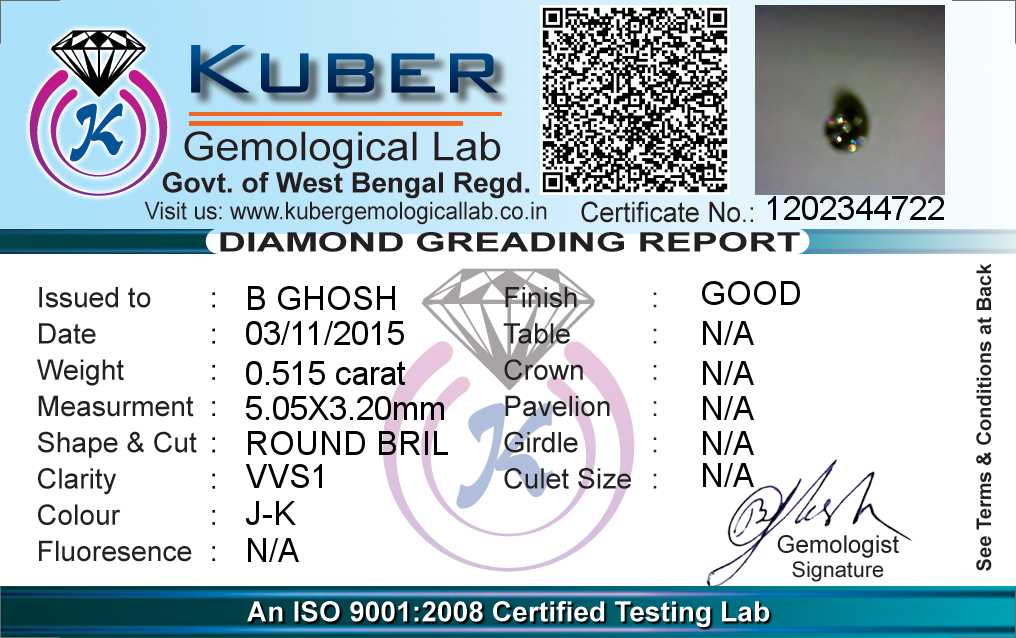 K
KUBER
Gemological Lab
Govt. of West Bengal Regd.
Visit us: www.kubergemologicallab.co.in
Certificate No.: 1202344722
DIAMOND GREADING REPORT
Issued to : B GHOSH
Date : 03/11/2015
Weight : 0.515 carat
Measurment : 5.05X3.20mm
Shape & Cut : ROUND BRIL
Clarity : VVS1
Colour : J-K
Fluoresence : N/A
K
Finish : GOOD
Table : N/A
Crown : N/A
Pavelion : N/A
Girdle : N/A
Culet Size : N/A
BGhosh
Gemologist
Signature
See Terms & Conditions at Back
An ISO 9001:2008 Certified Testing Lab